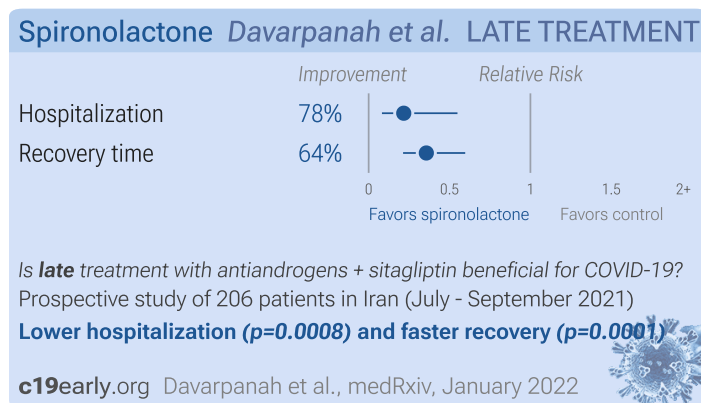 Spironolactone Davarpanah et al. LATE TREATMENT
Improvement Relative Risk
Hospitalization 78%
Recovery time 64%
0 0.5 1 1.5 2+
Favors spironolactone Favors control
Is late treatment with antiandrogens + sitagliptin beneficial for COVID-19?
Prospective study of 206 patients in Iran (July - September 2021)
Lower hospitalization (p=0.0008) and faster recovery (p=0.0001)
c19early.org Davarpanah et al., medRxiv, January 2022